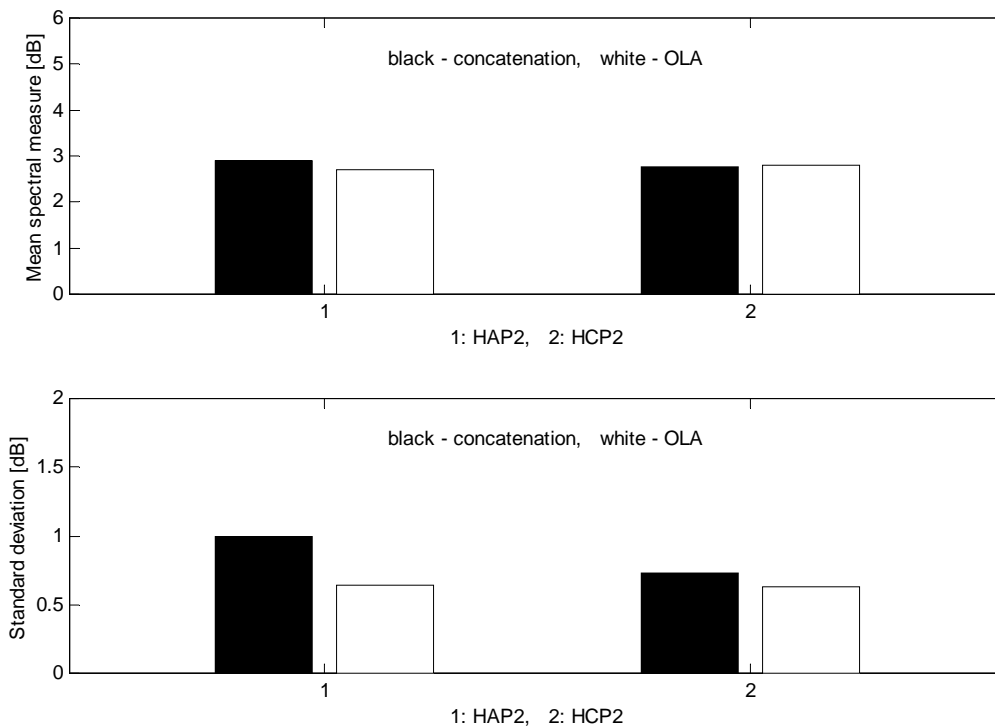 Mean spectral measure [dB]
6
5
4
3
2
1
0
black - concatenation, white - OLA
1
2
1: HAP2, 2: HCP2
Standard deviation [dB]
2
1.5
1
0.5
0
black - concatenation, white - OLA
1
2
1: HAP2, 2: HCP2